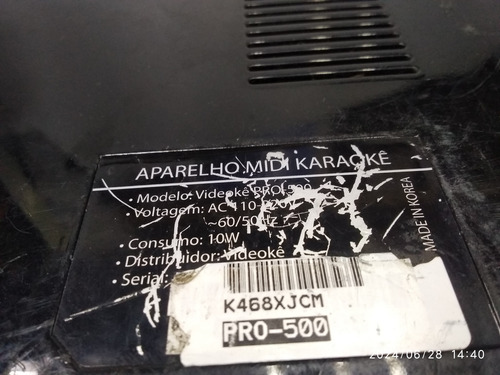 APARELHO MIDI KARAOKÊ
• Modelo: Videokê PRO-500
• Voltagem: AC 110-220V
~60/50Hz
• Consumo: 10W
• Distribuidor: Videokê
• Serial:
K468XJCM
PRO-500
MADE IN KOREA
2024/06/28 14:40